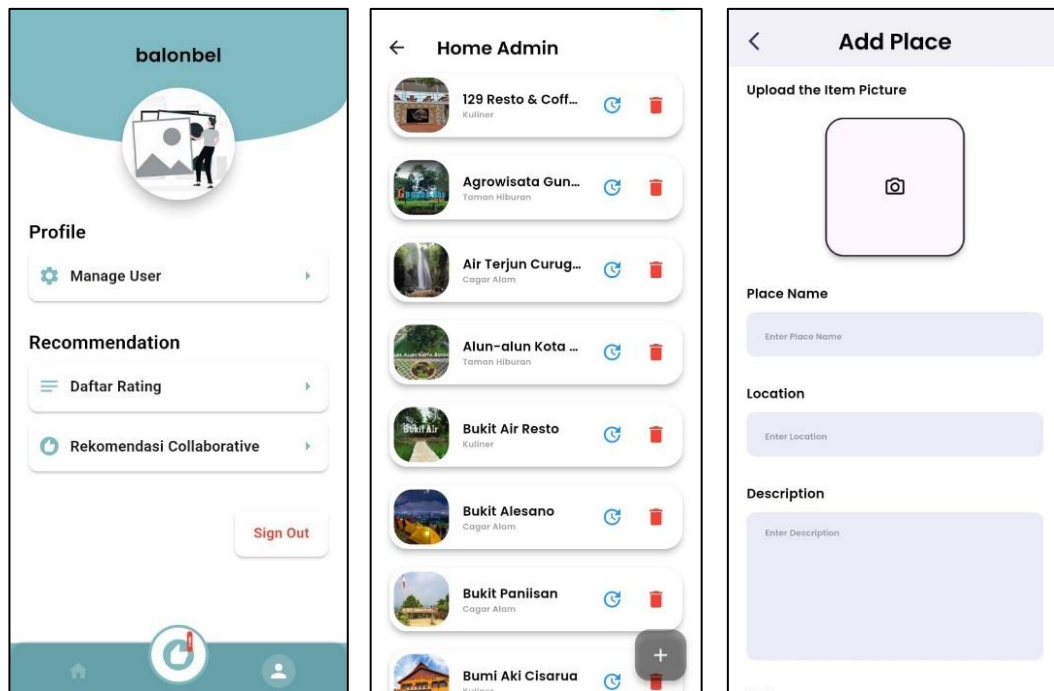 balonbel
Profile
Manage User
Recommendation
Daftar Rating
Rekomendasi Collaborative
Sign Out
Home Admin
129 Resto & Coff...
Kuliner
Agrowisata Gun...
Taman Hiburan
Air Terjun Curug...
Cagar Alam
Alun-alun Kota ...
Taman Hiburan
Bukit Air Resto
Kuliner
Bukit Alesano
Cagar Alam
Bukit Paniisan
Cagar Alam
Bumi Aki Cisarua
Kuliner
Add Place
Upload the Item Picture
Place Name
Enter Place Name
Location
Enter Location
Description
Enter Description